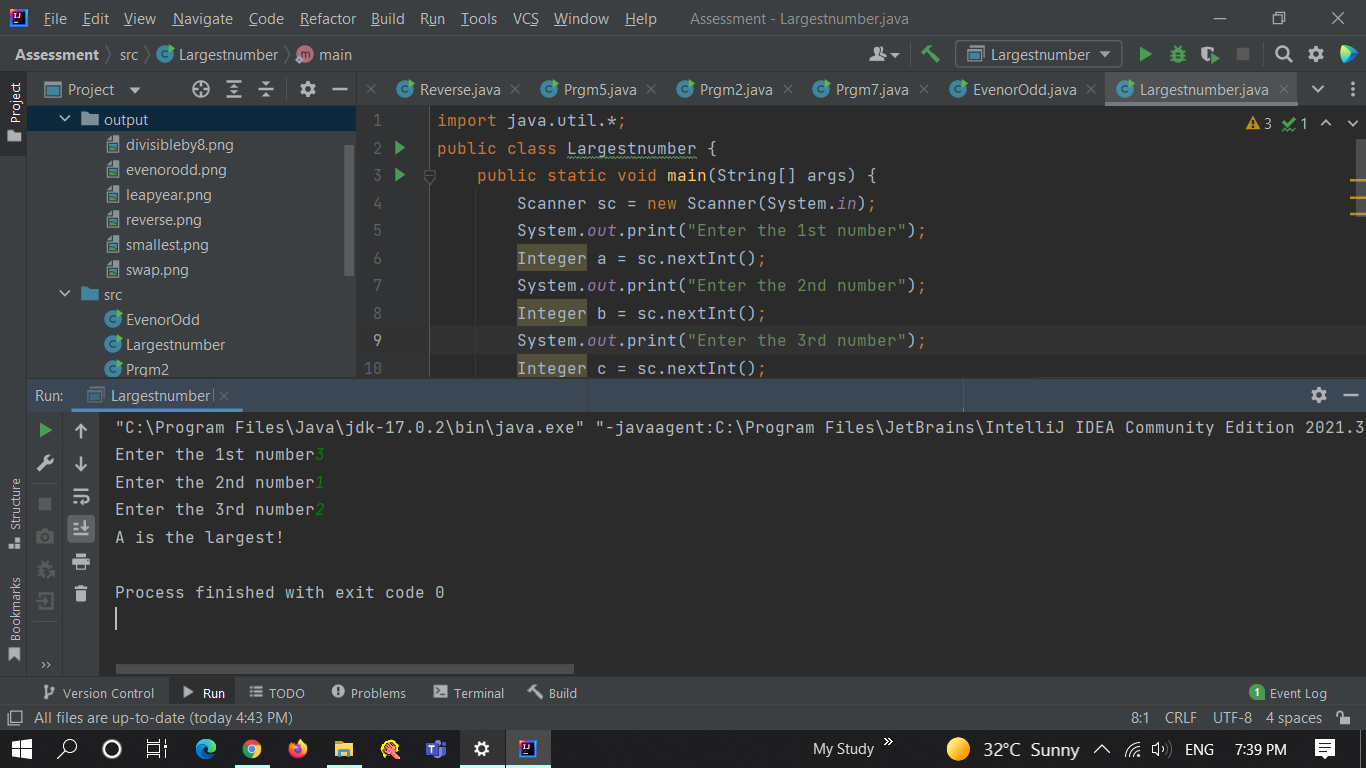 File Edit View Navigate Code Refactor Build Run Tools VCS Window Help Assessment - Largestnumber.java
Assessment src Largestnumber main Largestnumber
Project Reverse.java Prgm5.java Prgm2.java Prgm7.java EvenorOdd.java Largestnumber.java
Project
output
divisibleby8.png
evenorodd.png
leapyear.png
reverse.png
smallest.png
swap.png
src
EvenorOdd
Largestnumber
Prgm2
1 import java.util.*;
2 public class Largestnumber {
3 public static void main(String[] args) {
4 Scanner sc = new Scanner(System.in);
5 System.out.print("Enter the 1st number");
6 Integer a = sc.nextInt();
7 System.out.print("Enter the 2nd number");
8 Integer b = sc.nextInt();
9 System.out.print("Enter the 3rd number");
10 Integer c = sc.nextInt();
3 1
Run: Largestnumber
"C:\Program Files\Java\jdk-17.0.2\bin\java.exe" "-javaagent:C:\Program Files\JetBrains\IntelliJ IDEA Community Edition 2021.3
Enter the 1st number3
Enter the 2nd number1
Enter the 3rd number2
A is the largest!
Process finished with exit code 0
Structure
Bookmarks
Version Control Run TODO Problems Terminal Build 1 Event Log
All files are up-to-date (today 4:43 PM) 8:1 CRLF UTF-8 4 spaces
My Study 32°C Sunny ENG 7:39 PM